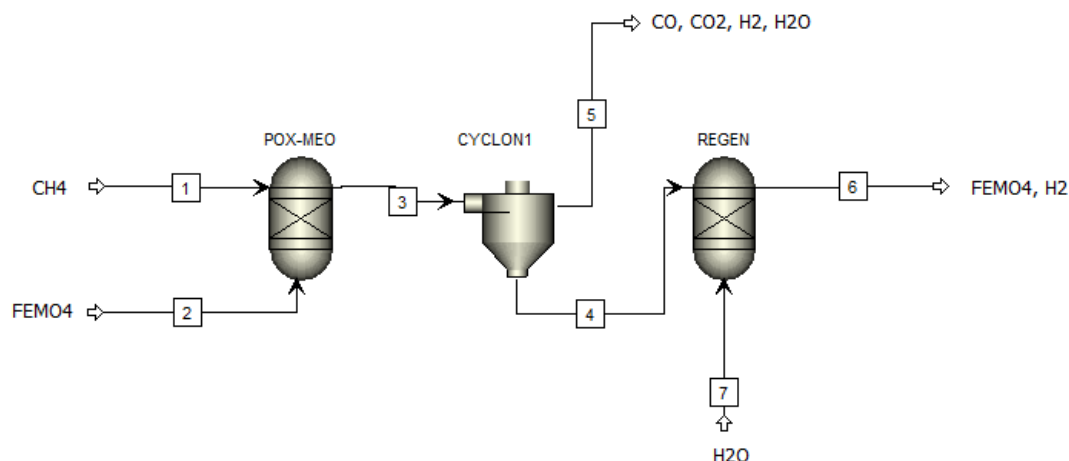 CO, CO2, H2, H2O
5
POX-MEO
CYCLON1
REGEN
CH4
1
3
6
FEMO4, H2
FEMO4
2
4
7
H2O